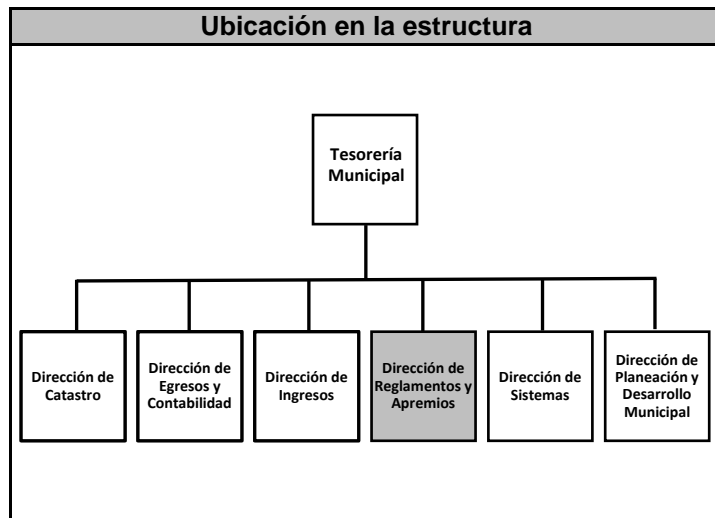 Ubicación en la estructura
Tesorería
Municipal
Dirección de
Catastro
Dirección de
Egresos y
Contabilidad
Dirección de
Ingresos
Dirección de
Reglamentos y
Apremios
Dirección de
Sistemas
Dirección de
Planeación y
Desarrollo
Municipal